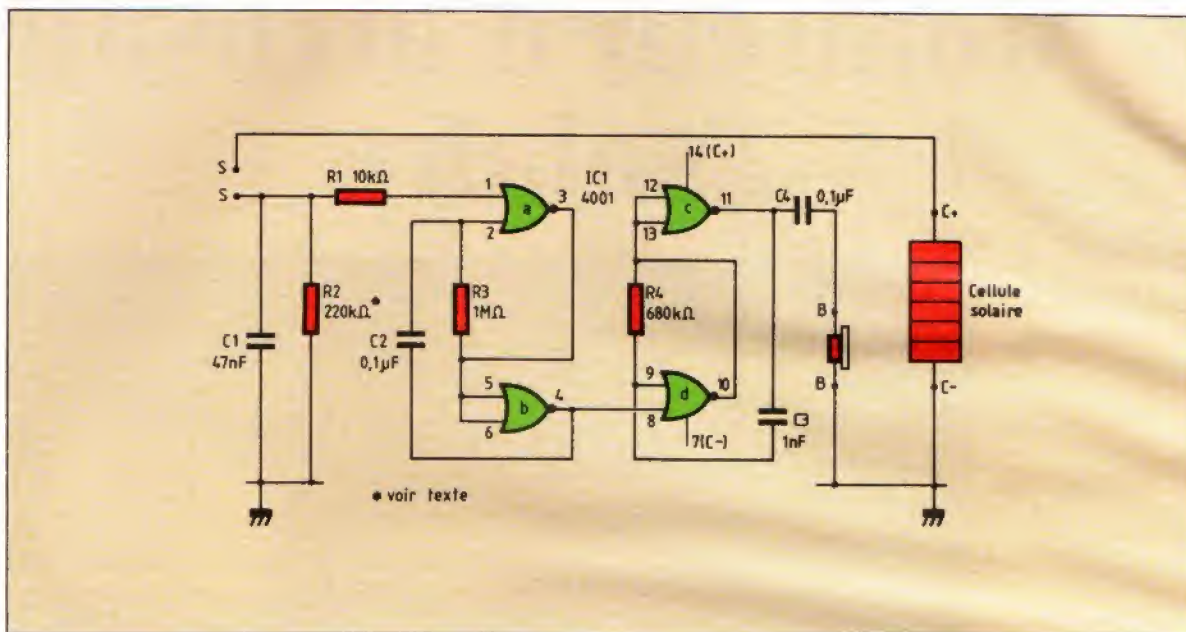 S
S
R1 10kΩ
1
2
a
3
IC1
4001
14(C+)
12
13
c
11
C4
0,1µF
C+
R2
220kΩ*
R3
1MΩ
R4
680kΩ
Cellule
solaire
C1
47nF
C2
0,1µF
B
B
5
6
b
4
9
8
d
10
7(C-)
C3
1nF
C-
* voir texte